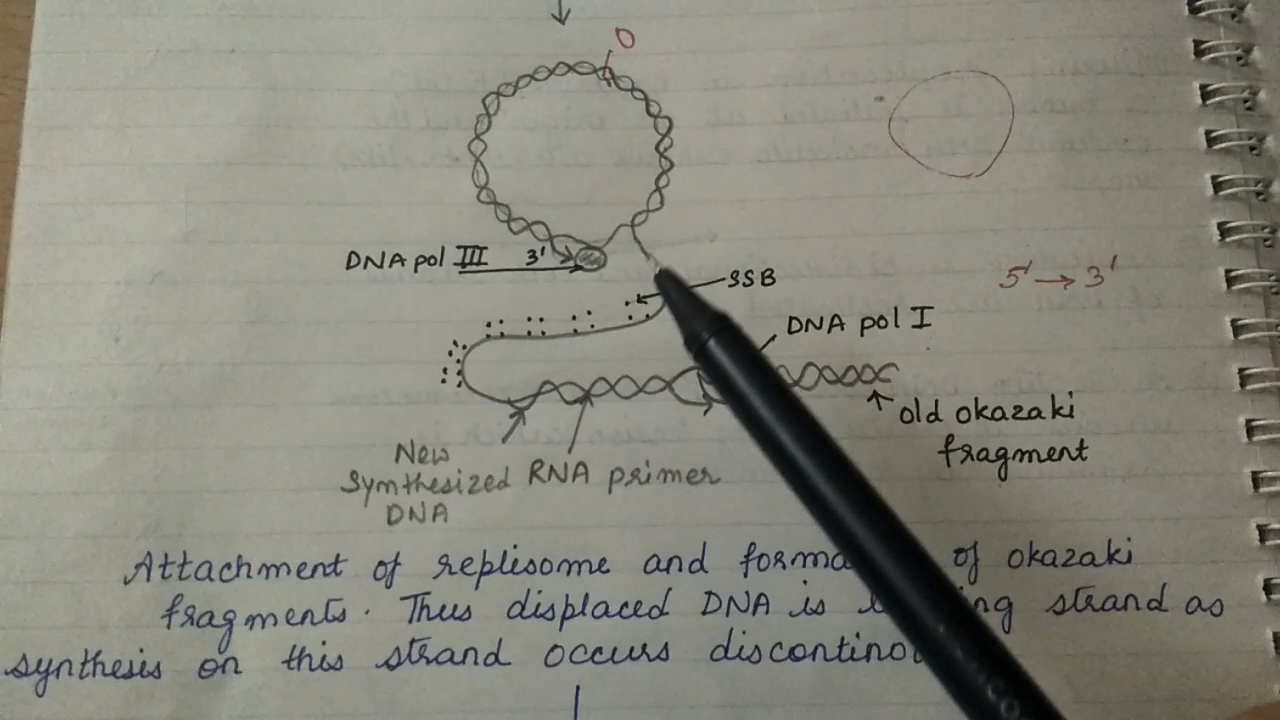 O
DNA pol III 3'
SSB
5' → 3'
DNA pol I
old okazaki
fragment
New
synthesized
DNA
RNA primer
Attachment of replisome and forma of okazaki
fragments. Thus displaced DNA is ng strand as
synthesis on this strand occurs discontino